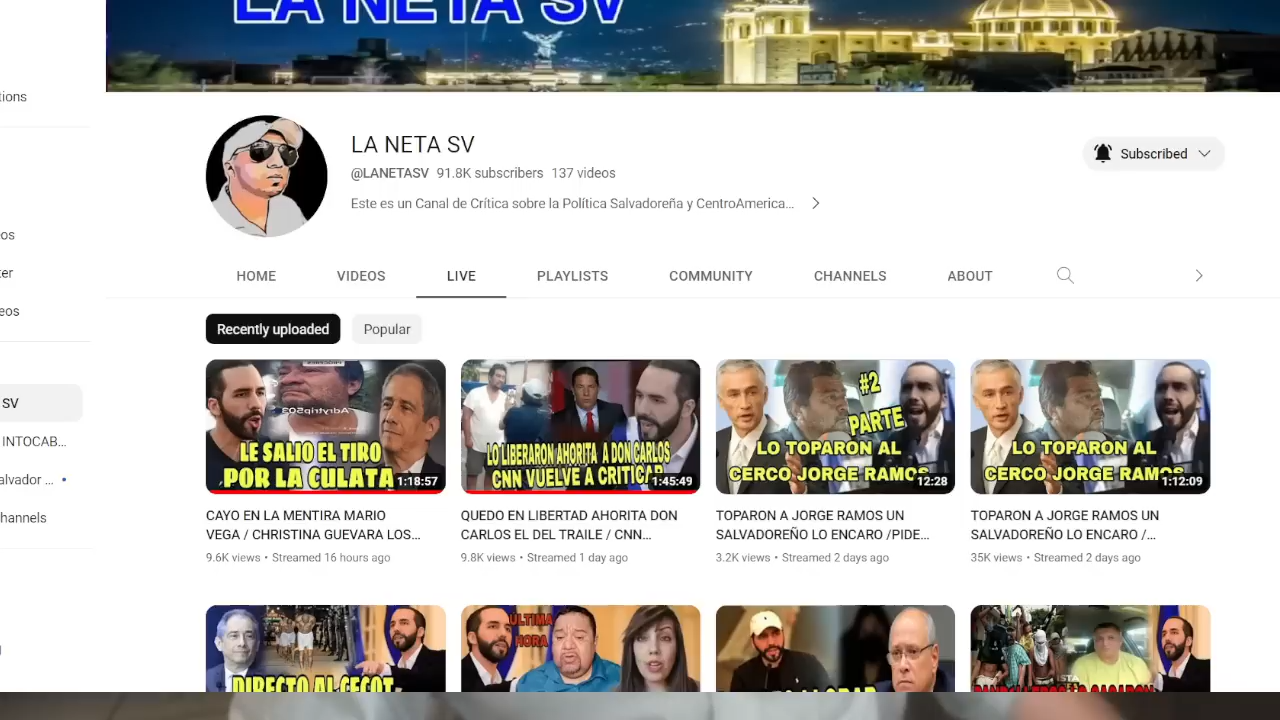 LA NETA SV
tions
LA NETA SV
@LANETASV 91.8K subscribers 137 videos
Este es un Canal de Crítica sobre la Política Salvadoreña y CentroAmerica...
Subscribed
HOME VIDEOS LIVE PLAYLISTS COMMUNITY CHANNELS ABOUT
eos
ter
eos
SV
INTOCAB...
alvador ...
hannels
Recently uploaded Popular
Adrytips03
LE SALIO EL TIRO
POR LA CULATA
1:18:57
LO LIBERARON AHORITA A DON CARLOS
CNN VUELVE A CRITICAR
1:45:49
#2
PARTE
LO TOPARON AL
CERCO JORGE RAMOS
12:28
LO TOPARON AL
CERCO JORGE RAMOS
1:12:09
CAYO EN LA MENTIRA MARIO
VEGA / CHRISTINA GUEVARA LOS...
9.6K views • Streamed 16 hours ago
QUEDO EN LIBERTAD AHORITA DON
CARLOS EL DEL TRAILE / CNN...
9.8K views • Streamed 1 day ago
TOPARON A JORGE RAMOS UN
SALVADOREÑO LO ENCARO /PIDE...
3.2K views • Streamed 2 days ago
TOPARON A JORGE RAMOS UN
SALVADOREÑO LO ENCARO /...
35K views • Streamed 2 days ago
DIRECTO AL CECOT
ULTIMA
HORA